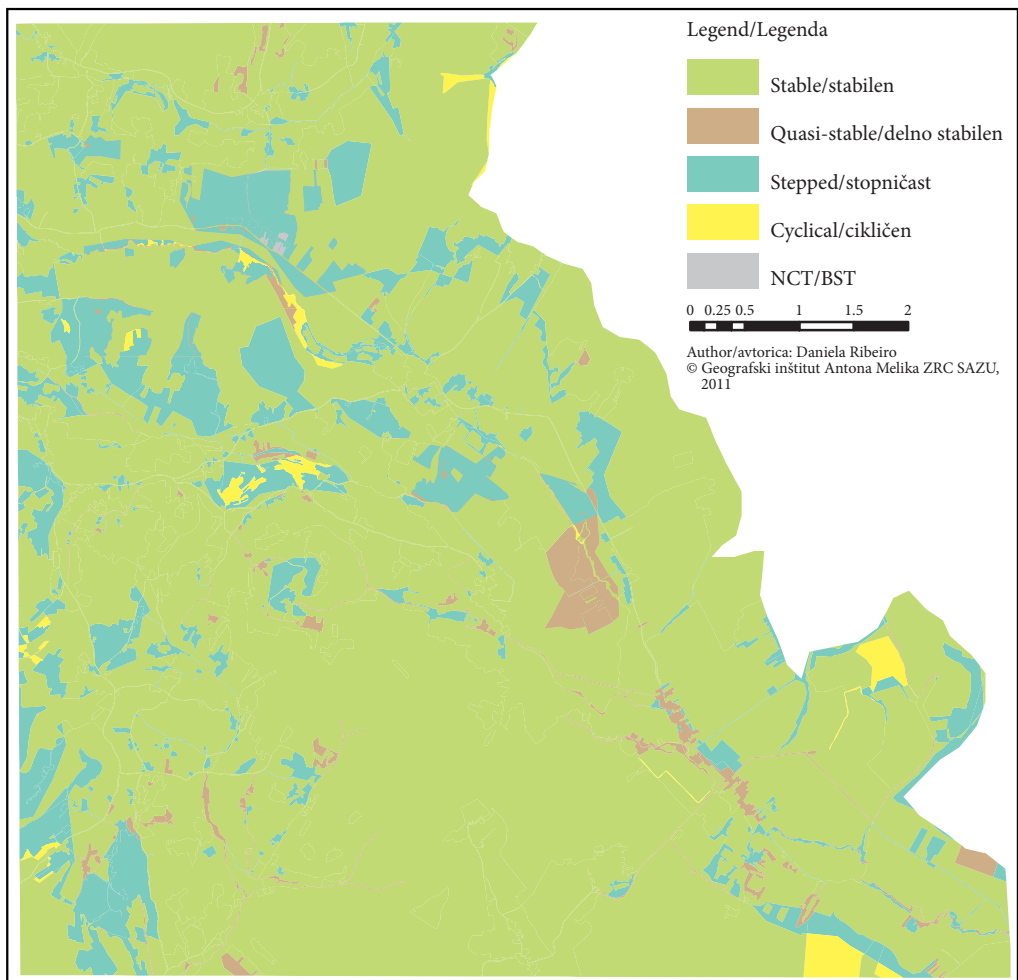 Legend/Legenda
Stable/stabilen
Quasi-stable/delno stabilen
Stepped/stopničast
Cyclical/cikličen
NCT/BST
0 0.25 0.5 1 1.5 2
Author/avtorica: Daniela Ribeiro
© Geografski inštitut Antona Melika ZRC SAZU,
2011